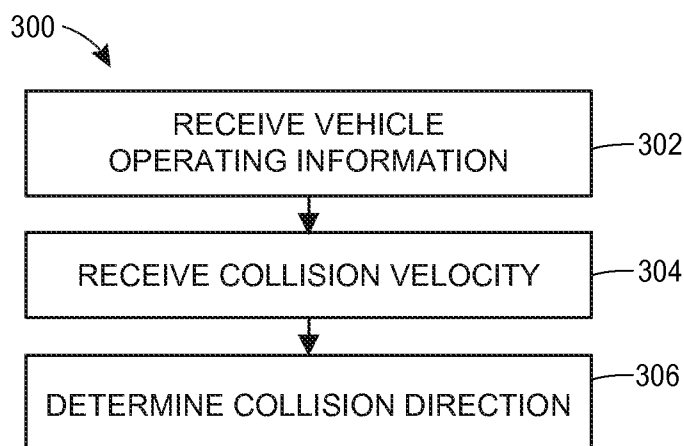 300
RECEIVE VEHICLE
OPERATING INFORMATION
302
RECEIVE COLLISION VELOCITY
304
DETERMINE COLLISION DIRECTION
306